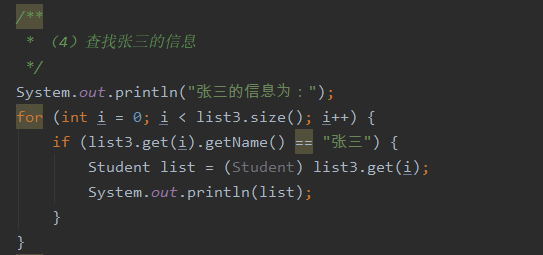 /**
 * （4）查找张三的信息
 */
System.out.println("张三的信息为：");
for (int i = 0; i < list3.size(); i++) {
    if (list3.get(i).getName() == "张三") {
        Student list = (Student) list3.get(i);
        System.out.println(list);
    }
}